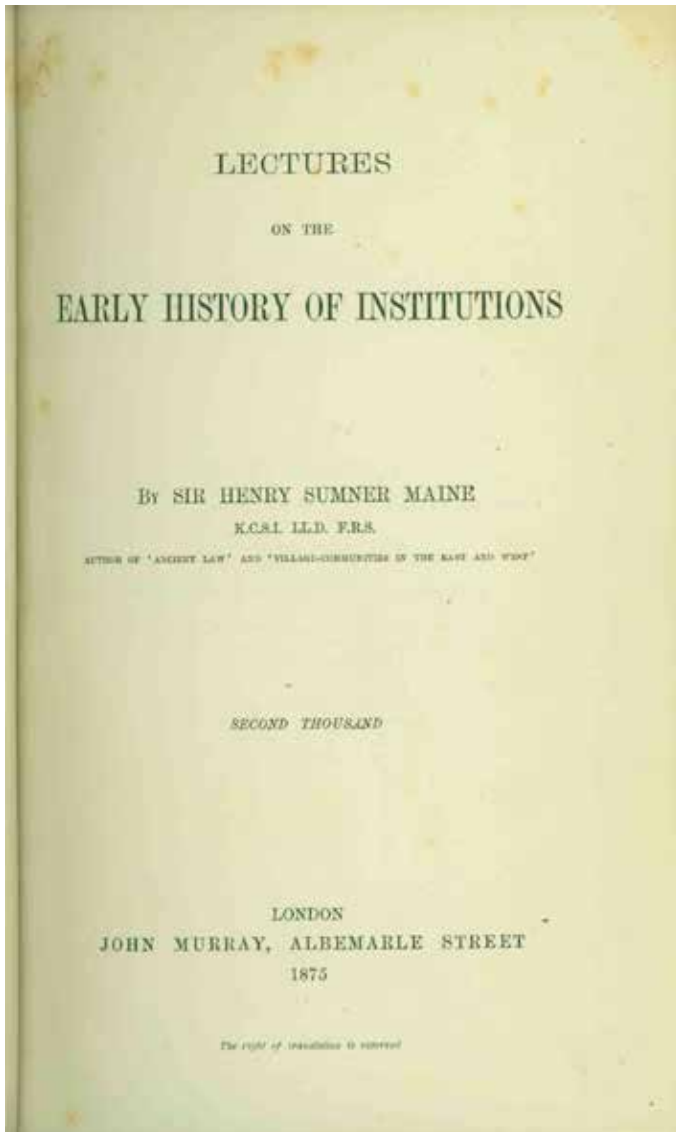 LECTURES
ON THE
EARLY HISTORY OF INSTITUTIONS
BY SIR HENRY SUMNER MAINE
K.C.S.I. LL.D. F.R.S.
AUTHOR OF 'ANCIENT LAW' AND 'VILLAGE-COMMUNITIES IN THE EAST AND WEST'
SECOND THOUSAND
LONDON
JOHN MURRAY, ALBEMARLE STREET
1875
The right of translation is reserved